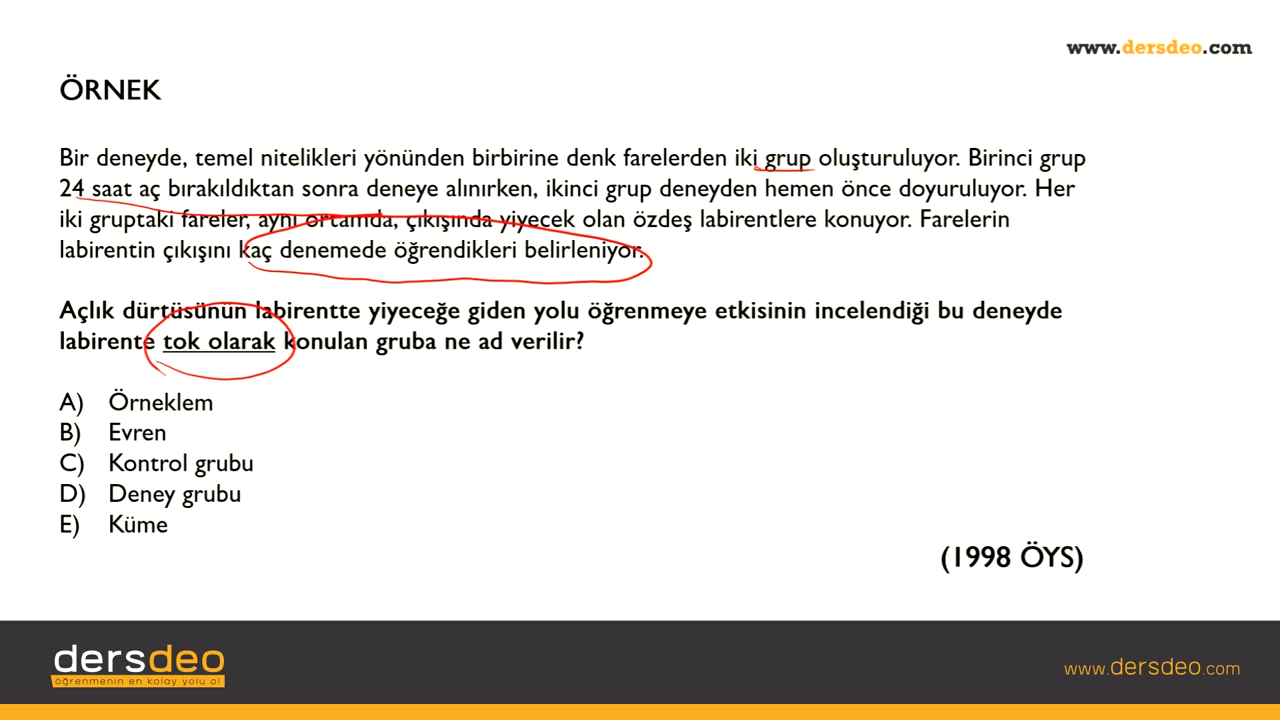 www.dersdeo.com
ÖRNEK
Bir deneyde, temel nitelikleri yönünden birbirine denk farelerden iki grup oluşturuluyor. Birinci grup
24 saat aç bırakıldıktan sonra deneye alınırken, ikinci grup deneyden hemen önce doyuruluyor. Her
iki gruptaki fareler, aynı ortamda, çıkışında yiyecek olan özdeş labirentlere konuyor. Farelerin
labirentin çıkışını kaç denemede öğrendikleri belirleniyor.
Açlık dürtüsünün labirentte yiyeceğe giden yolu öğrenmeye etkisinin incelendiği bu deneyde
labirente tok olarak konulan gruba ne ad verilir?
A) Örneklem
B) Evren
C) Kontrol grubu
D) Deney grubu
E) Küme
(1998 ÖYS)
dersdeo
öğrenmenin en kolay yolu o!
www.dersdeo.com